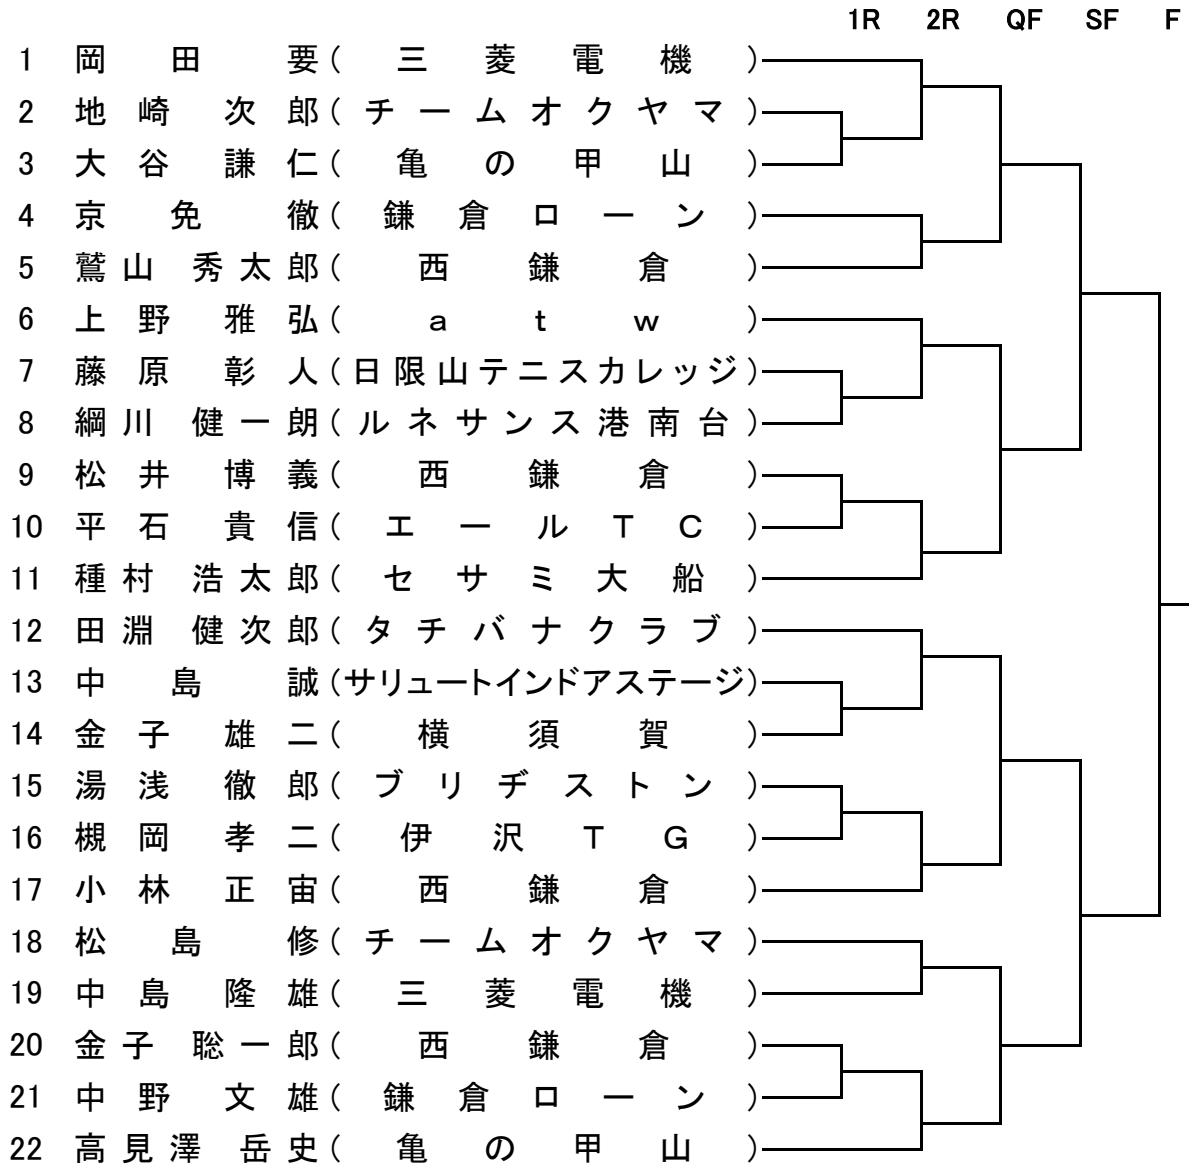 1R 2R QF SF F
1 岡田 要(三菱電機)
2 地崎 次郎(チームオクヤマ)
3 大谷 謙仁(亀の甲山)
4 京免 徹(鎌倉ローン)
5 鷲山 秀太郎(西鎌倉)
6 上野 雅弘(atw)
7 藤原 彰人(日限山テニスカレッジ)
8 綱川 健一朗(ルネサンス港南台)
9 松井 博義(西鎌倉)
10 平石 貴信(エールTC)
11 種村 浩太郎(セサミ大船)
12 田淵 健次郎(タチバナクラブ)
13 中島 誠(サリュートインドアステージ)
14 金子 雄二(横須賀)
15 湯浅 徹郎(ブリヂストン)
16 槻岡 孝二(伊沢TG)
17 小林 正宙(西鎌倉)
18 松島 修(チームオクヤマ)
19 中島 隆雄(三菱電機)
20 金子 聡一郎(西鎌倉)
21 中野 文雄(鎌倉ローン)
22 高見澤 岳史(亀の甲山)